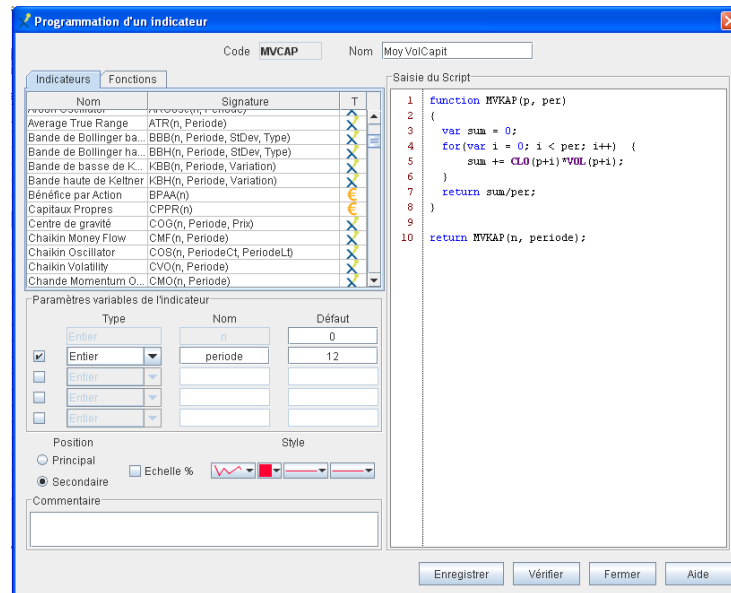 Programmation d'un indicateur
Code MVCAP Nom Moy VolCapit
Indicateurs Fonctions
Nom Signature T
Average True Range ATR(n, Periode)
Bande de Bollinger ba... BBB(n, Periode, StDev, Type)
Bande de Bollinger ha... BBH(n, Periode, StDev, Type)
Bande de basse de K... KBB(n, Periode, Variation)
Bande haute de Keltner KBH(n, Periode, Variation)
Bénéfice par Action BPAA(n)
Capitaux Propres CPPR(n)
Centre de gravité COG(n, Periode, Prix)
Chaikin Money Flow CMF(n, Periode)
Chaikin Oscillator COS(n, PeriodeCt, PeriodeLt)
Chaikin Volatility CVO(n, Periode)
Chande Momentum O... CMO(n, Periode)
Paramètres variables de l'indicateur
Type Nom Défaut
Entier n 0
Entier periode 12
Entier
Entier
Entier
Position Style
Principal
Secondaire
Echelle %
Commentaire
Saisie du Script
1 function MVKAP(p, per)
2 {
3 var sum = 0;
4 for(var i = 0; i < per; i++) {
5 sum += CLO(p+i)*VOL(p+i);
6 }
7 return sum/per;
8 }
9
10 return MVKAP(n, periode);
Enregistrer Vérifier Fermer Aide